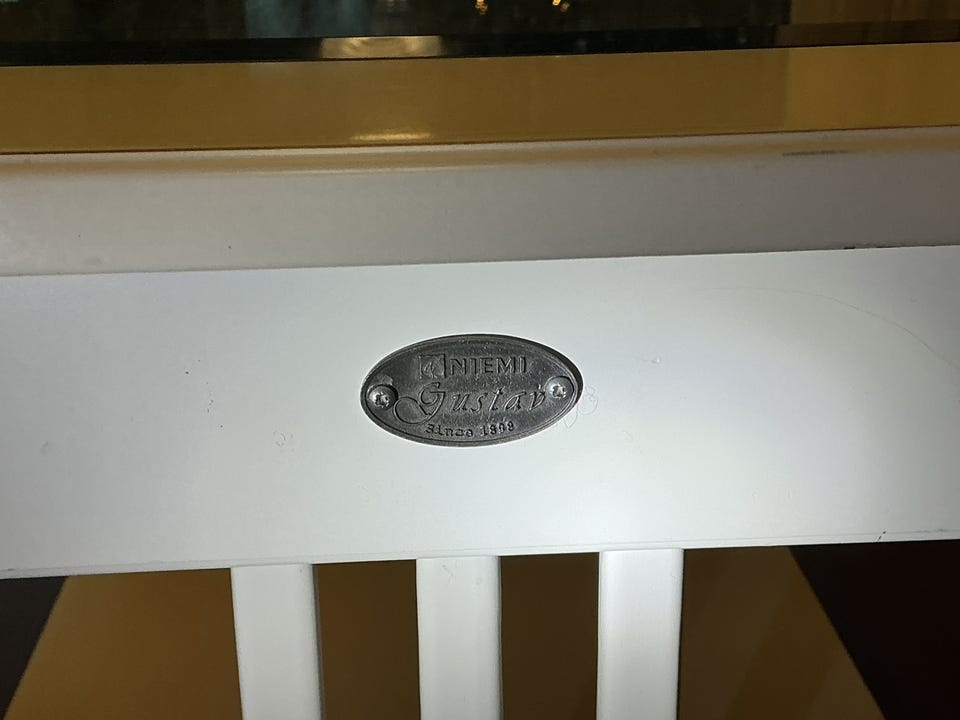 NIEMI
Gustav
Since 1898